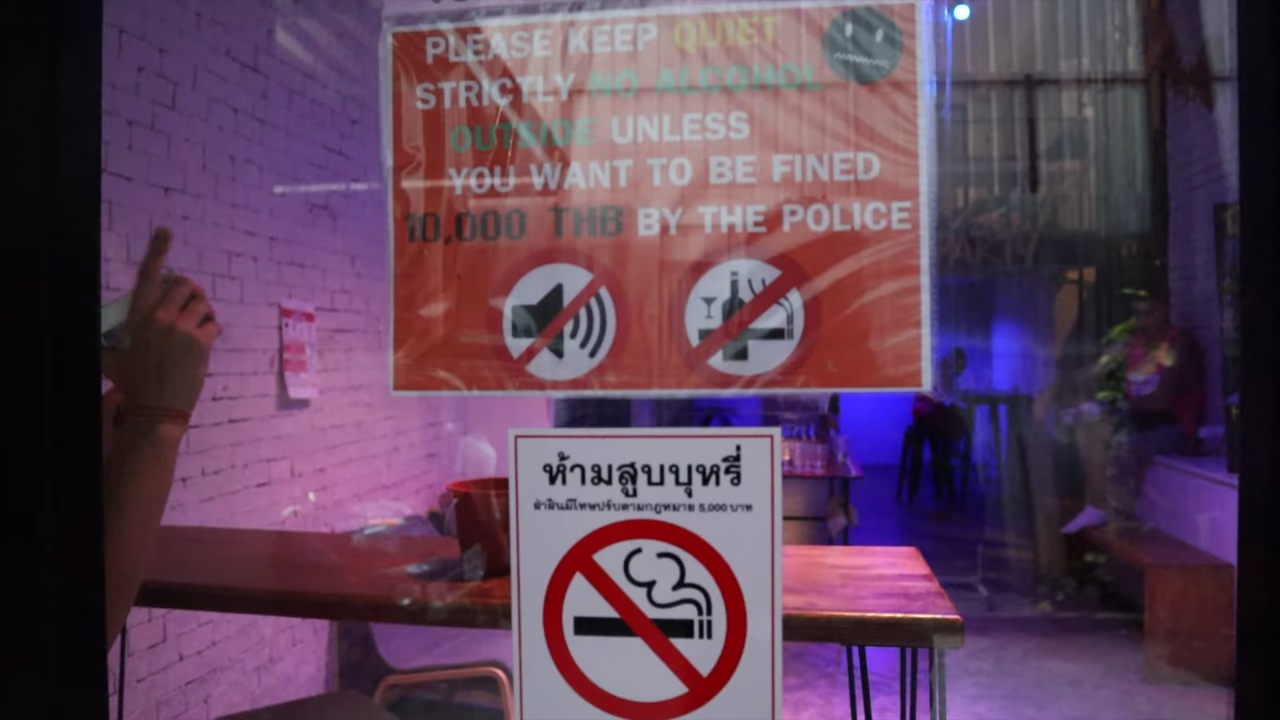 PLEASE KEEP QUIET
STRICTLY NO ALCOHOL
OUTSIDE UNLESS
YOU WANT TO BE FINED
10,000 THB BY THE POLICE
ห้ามสูบบุหรี่
ฝ่าฝืนมีโทษปรับตามกฎหมาย 5,000 บาท